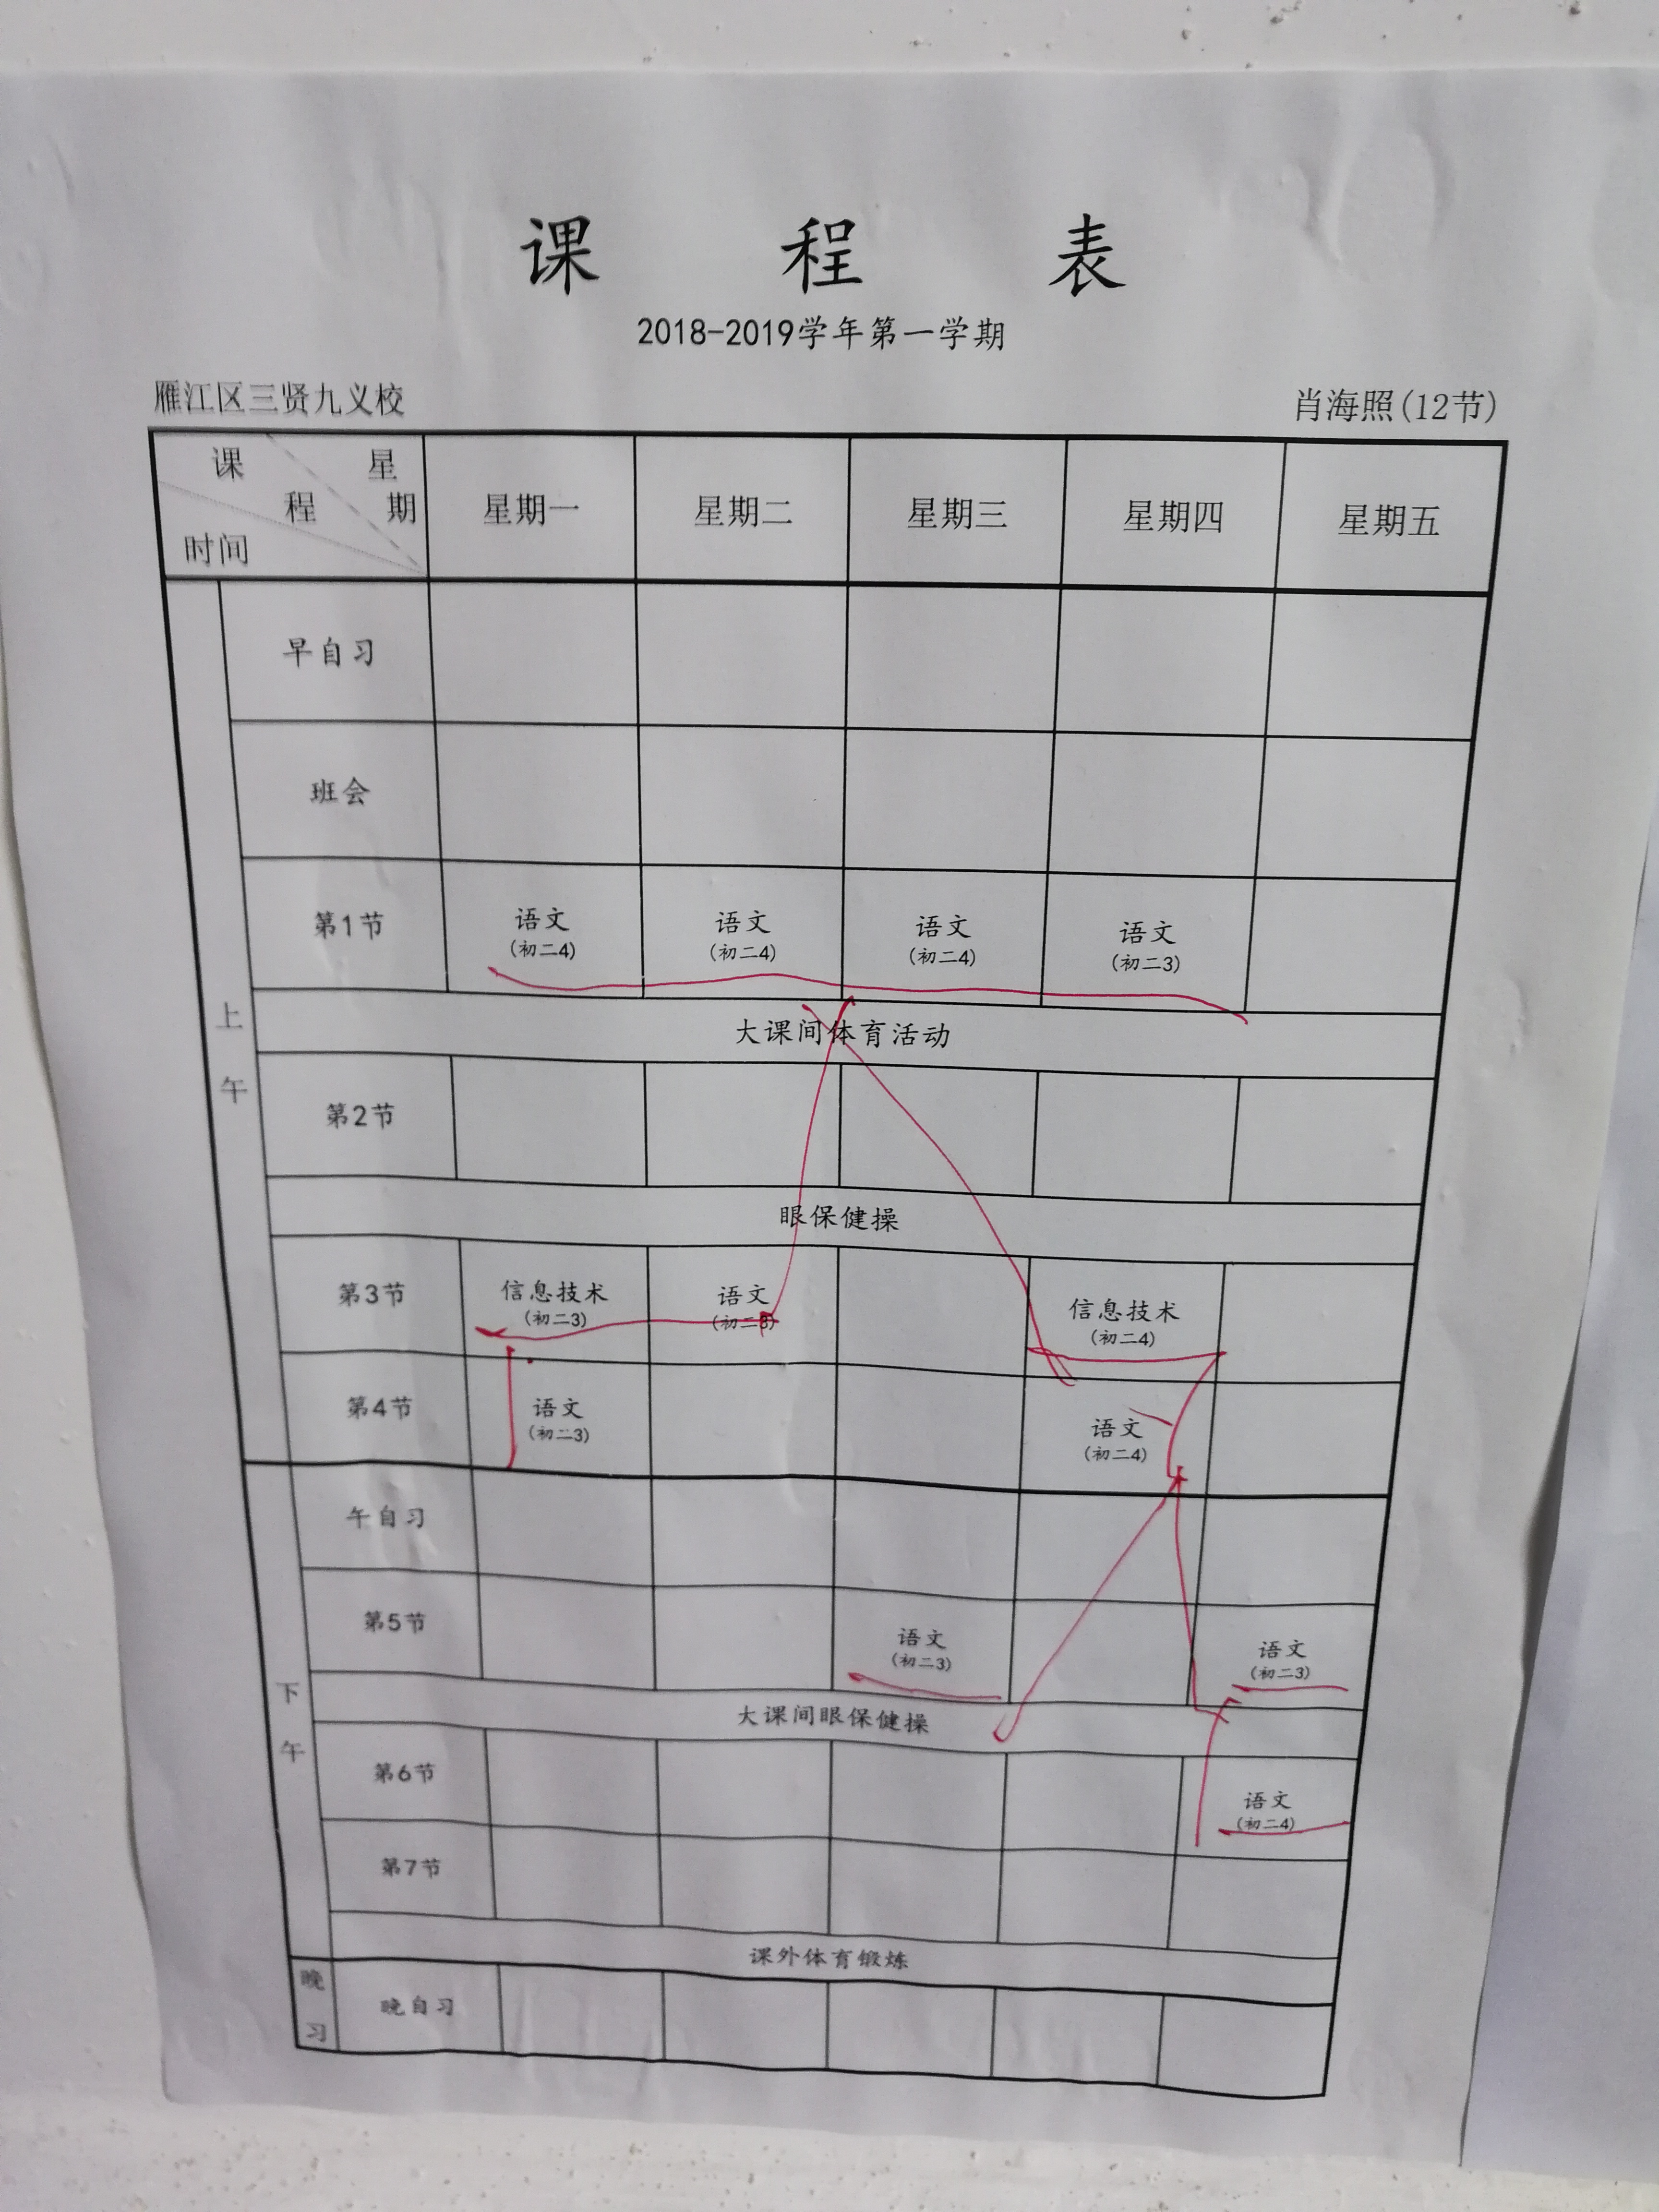 课 程 表
2018-2019学年第一学期
雁江区三贤九义校 肖海照(12节)
课 程 星 期 时间 星期一 星期二 星期三 星期四 星期五
上午
早自习
班会
第1节 语文 语文 语文 语文
(初二4) (初二4) (初二4) (初二3)
大课间体育活动
第2节
眼保健操
第3节 信息技术 语文 信息技术
(初二3) (初二3) (初二4)
第4节 语文 语文
(初二3) (初二4)
下午
午自习
第5节 语文 语文
(初二3) (初二3)
大课间眼保健操
第6节 语文
(初二4)
第7节
课外体育锻炼
晚习
晚自习